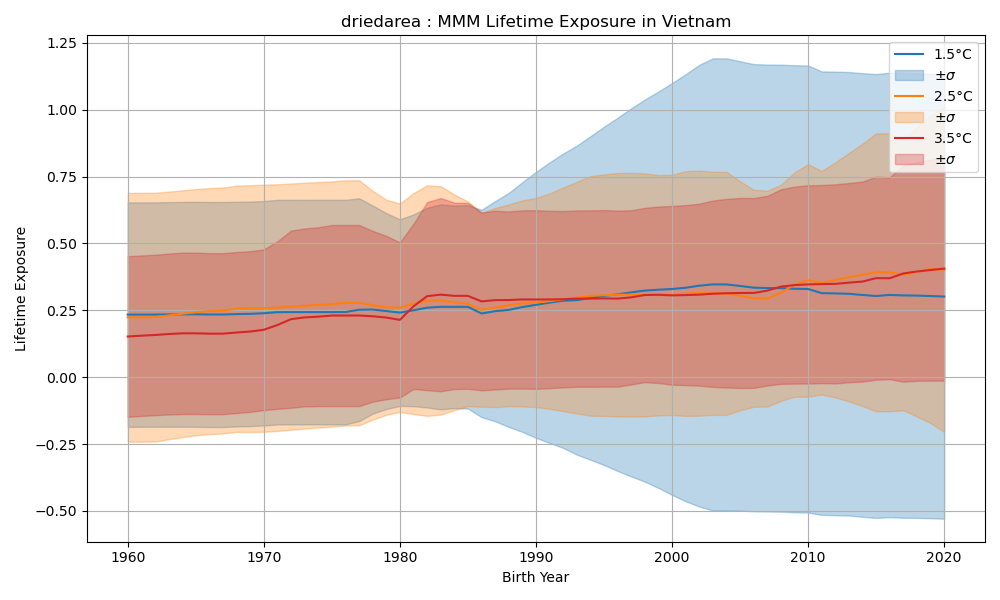 driedarea : MMM Lifetime Exposure in Vietnam
Lifetime Exposure
1.25
1.00
0.75
0.50
0.25
0.00
−0.25
−0.50
1.5°C
±σ
2.5°C
±σ
3.5°C
±σ
1960 1970 1980 1990 2000 2010 2020
Birth Year